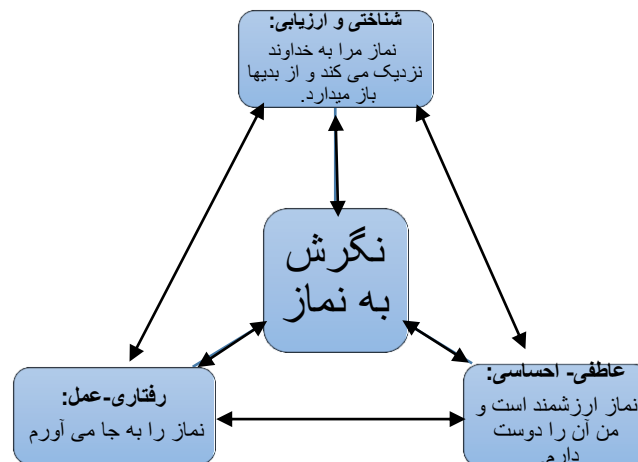 شناختی و ارزیابی:
نماز مرا به خداوند
نزدیک می کند و از بدیها
باز میدارد.
نگرش
به نماز
عاطفی- احساسی:
نماز ارزشمند است و
من آن را دوست
دارم.
رفتاری-عمل:
نماز را به جا می آورم